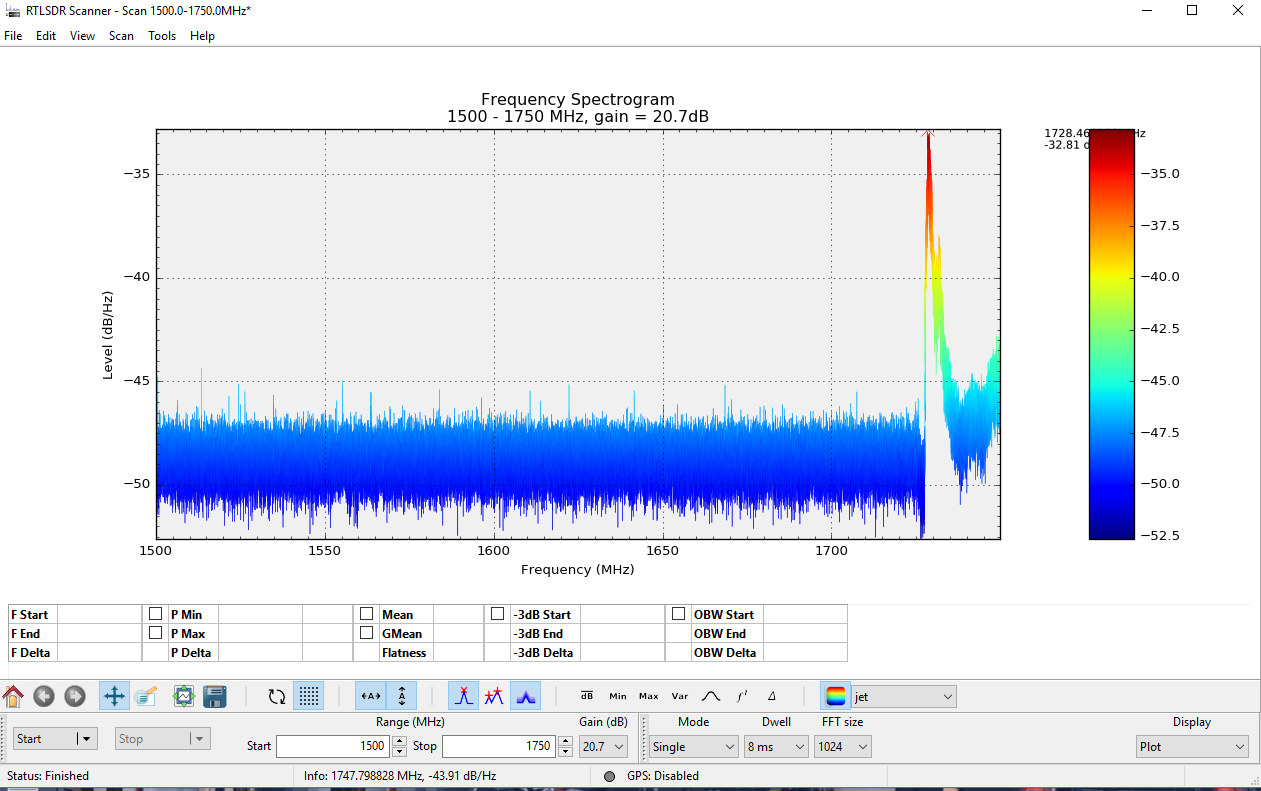 RTLSDR Scanner - Scan 1500.0-1750.0MHz*
File Edit View Scan Tools Help
Frequency Spectrogram
1500 - 1750 MHz, gain = 20.7dB
1728.46
Hz
-32.81
−35
−40
−45
−50
Level (dB/Hz)
1500 1550 1600 1650 1700
Frequency (MHz)
−35.0
−37.5
−40.0
−42.5
−45.0
−47.5
−50.0
−52.5
F Start P Min Mean -3dB Start OBW Start
F End P Max GMean -3dB End OBW End
F Delta P Delta Flatness -3dB Delta OBW Delta
A dB Min Max Var f-1 Δ jet
Range (MHz) Gain (dB) Mode Dwell FFT size Display
Start Stop Start 1500 Stop 1750 20.7 Single 8 ms 1024 Plot
Status: Finished Info: 1747.798828 MHz, -43.91 dB/Hz GPS: Disabled